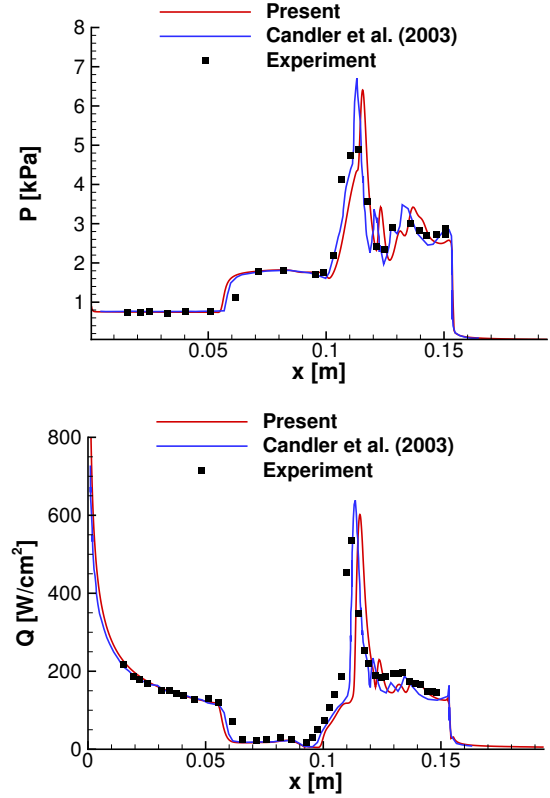 Present
Candler et al. (2003)
Experiment
8
7
6
5
4
3
2
1
P [kPa]
0.05
0.1
0.15
x [m]
Present
Candler et al. (2003)
Experiment
800
600
400
200
0
Q [W/cm²]
0
0.05
0.1
0.15
x [m]